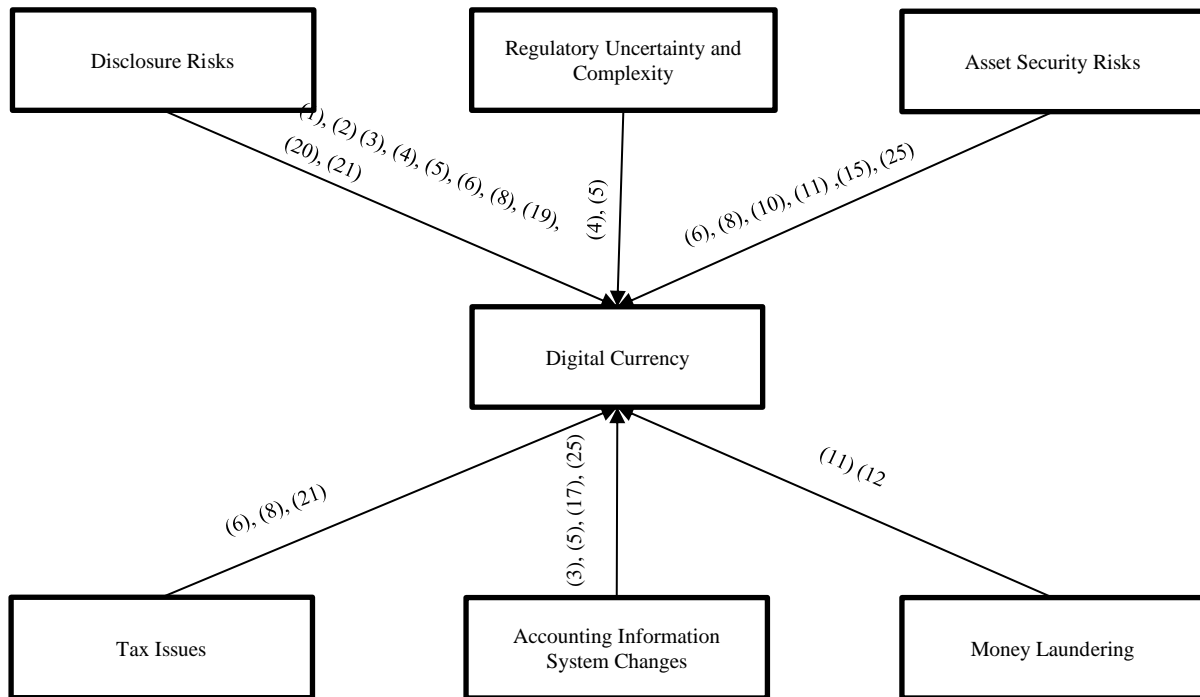 Disclosure Risks
Regulatory Uncertainty and
Complexity
Asset Security Risks
(1), (2) (3), (4), (5), (6), (8), (19),
(20), (21)
(4), (5)
(6), (8), (10), (11) ,(15), (25)
Digital Currency
(6), (8), (21)
(3), (5), (17), (25)
(11) (12
Tax Issues
Accounting Information
System Changes
Money Laundering